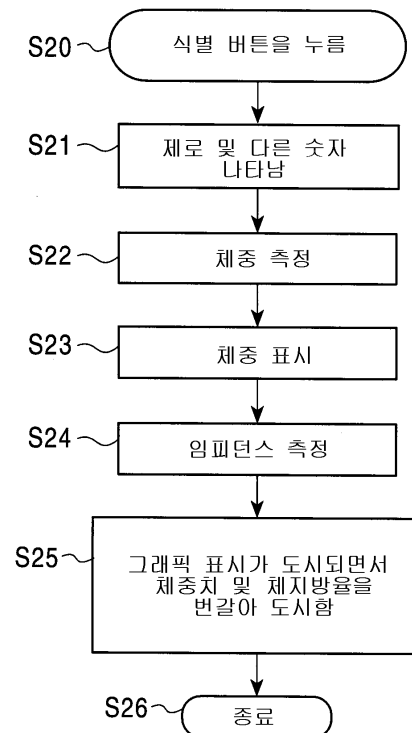 S20
식별 버튼을 누름
S21
제로 및 다른 숫자
나타남
S22
체중 측정
S23
체중 표시
S24
임피던스 측정
S25
그래픽 표시가 도시되면서
체중치 및 체지방율을
번갈아 도시함
S26
종료